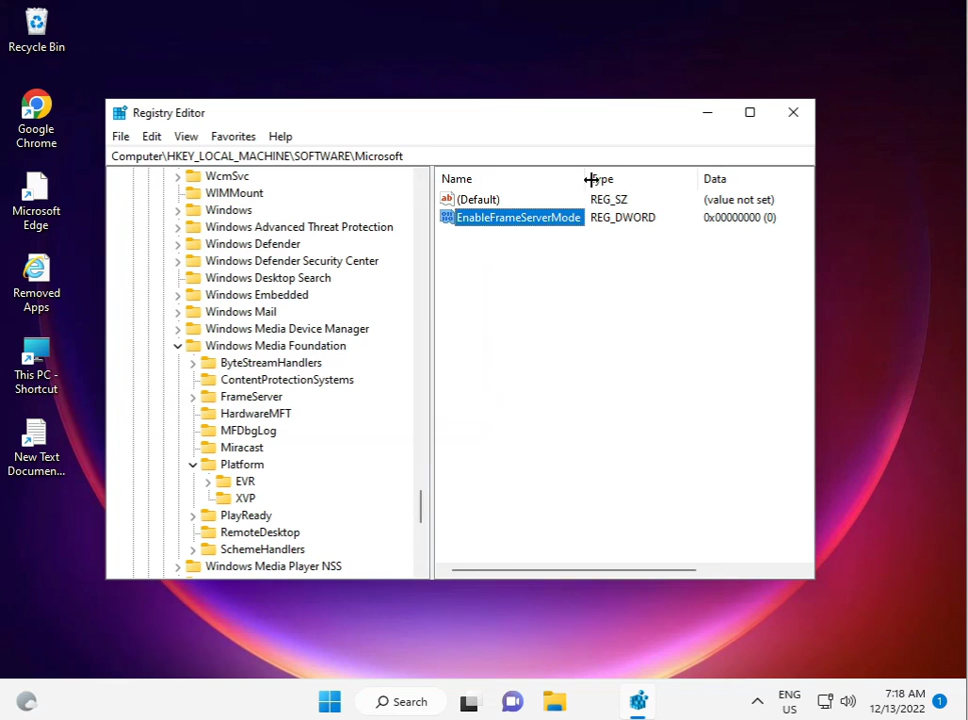 Recycle Bin
Google
Chrome
Microsoft
Edge
Removed
Apps
This PC -
Shortcut
New Text
Documen...
Registry Editor
File Edit View Favorites Help
Computer\HKEY_LOCAL_MACHINE\SOFTWARE\Microsoft
WcmSvc
WIMMount
Windows
Windows Advanced Threat Protection
Windows Defender
Windows Defender Security Center
Windows Desktop Search
Windows Embedded
Windows Mail
Windows Media Device Manager
Windows Media Foundation
ByteStreamHandlers
ContentProtectionSystems
FrameServer
HardwareMFT
MFDbgLog
Miracast
Platform
EVR
XVP
PlayReady
RemoteDesktop
SchemeHandlers
Windows Media Player NSS
Name Type Data
ab (Default) REG_SZ (value not set)
EnableFrameServerMode REG_DWORD 0x00000000 (0)
Search
ENG
US
7:18 AM
12/13/2022
1